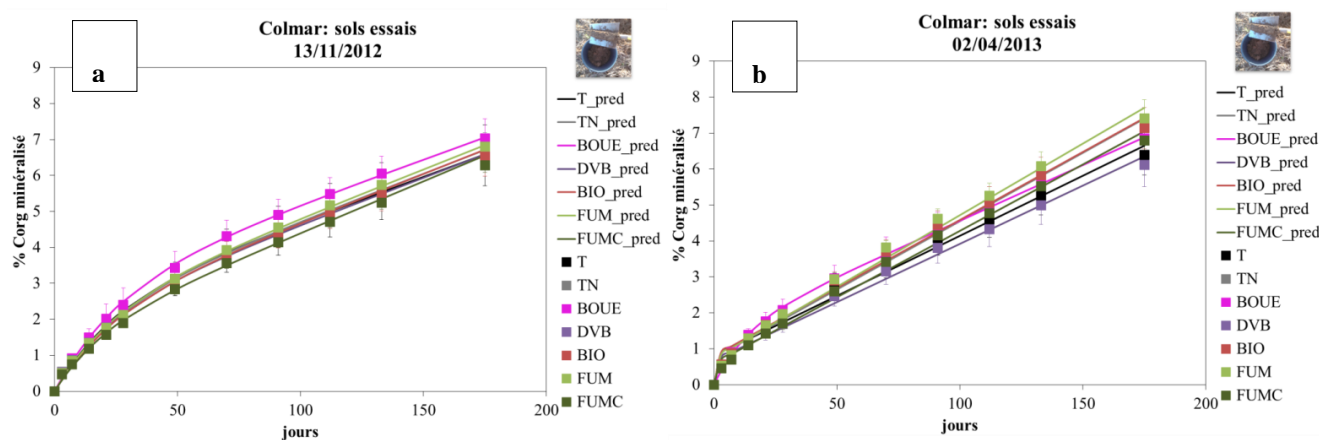 a
Colmar: sols essais
13/11/2012
% Corg minéralisé
9
8
7
6
5
4
3
2
1
0
0 50 100 150 200
jours
T_pred
TN_pred
BOUE_pred
DVB_pred
BIO_pred
FUM_pred
FUMC_pred
T
TN
BOUE
DVB
BIO
FUM
FUMC
b
Colmar: sols essais
02/04/2013
% Corg minéralisé
9
8
7
6
5
4
3
2
1
0
0 50 100 150 200
jours
T_pred
TN_pred
BOUE_pred
DVB_pred
BIO_pred
FUM_pred
FUMC_pred
T
TN
BOUE
DVB
BIO
FUM
FUMC